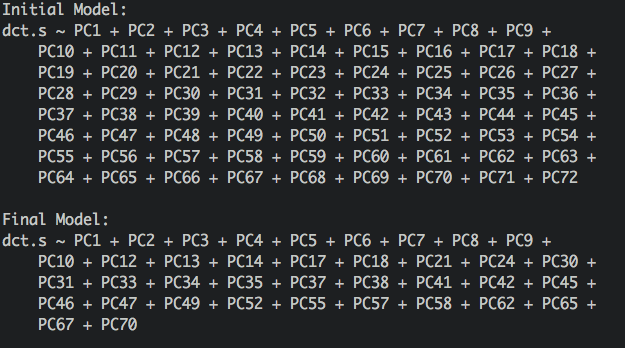 Initial Model:
dct.s ~ PC1 + PC2 + PC3 + PC4 + PC5 + PC6 + PC7 + PC8 + PC9 +
PC10 + PC11 + PC12 + PC13 + PC14 + PC15 + PC16 + PC17 + PC18 +
PC19 + PC20 + PC21 + PC22 + PC23 + PC24 + PC25 + PC26 + PC27 +
PC28 + PC29 + PC30 + PC31 + PC32 + PC33 + PC34 + PC35 + PC36 +
PC37 + PC38 + PC39 + PC40 + PC41 + PC42 + PC43 + PC44 + PC45 +
PC46 + PC47 + PC48 + PC49 + PC50 + PC51 + PC52 + PC53 + PC54 +
PC55 + PC56 + PC57 + PC58 + PC59 + PC60 + PC61 + PC62 + PC63 +
PC64 + PC65 + PC66 + PC67 + PC68 + PC69 + PC70 + PC71 + PC72
Final Model:
dct.s ~ PC1 + PC2 + PC3 + PC4 + PC5 + PC6 + PC7 + PC8 + PC9 +
PC10 + PC12 + PC13 + PC14 + PC17 + PC18 + PC21 + PC24 + PC30 +
PC31 + PC33 + PC34 + PC35 + PC37 + PC38 + PC41 + PC42 + PC45 +
PC46 + PC47 + PC49 + PC52 + PC55 + PC57 + PC58 + PC62 + PC65 +
PC67 + PC70